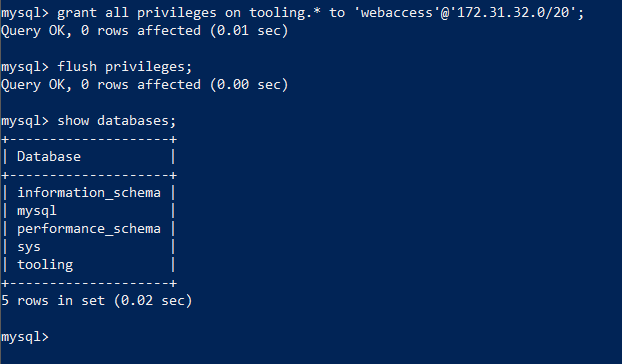 mysql> grant all privileges on tooling.* to 'webaccess'@'172.31.32.0/20';
Query OK, 0 rows affected (0.01 sec)
mysql> flush privileges;
Query OK, 0 rows affected (0.00 sec)
mysql> show databases;
+--------------------+
| Database           |
+--------------------+
| information_schema |
| mysql              |
| performance_schema |
| sys                |
| tooling            |
+--------------------+
5 rows in set (0.02 sec)
mysql>